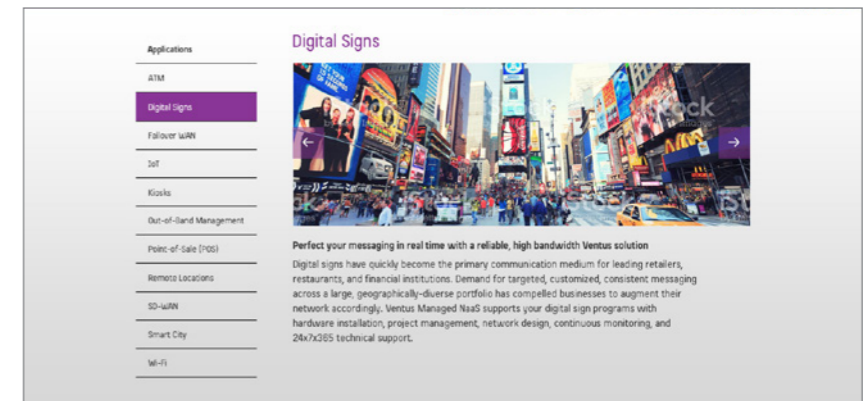 Applications
ATM
Digital Signs
Failover WAN
IoT
Kiosks
Out-of-Band Management
Point-of-Sale (POS)
Remote Locations
SD-WAN
Smart City
Wi-Fi
Digital Signs
iStock
Perfect your messaging in real time with a reliable, high bandwidth Ventus solution
Digital signs have quickly become the primary communication medium for leading retailers,
restaurants, and financial institutions. Demand for targeted, customized, consistent messaging
across a large, geographically-diverse portfolio has compelled businesses to augment their
network accordingly. Ventus Managed NaaS supports your digital sign programs with
hardware installation, project management, network design, continuous monitoring, and
24x7x365 technical support.